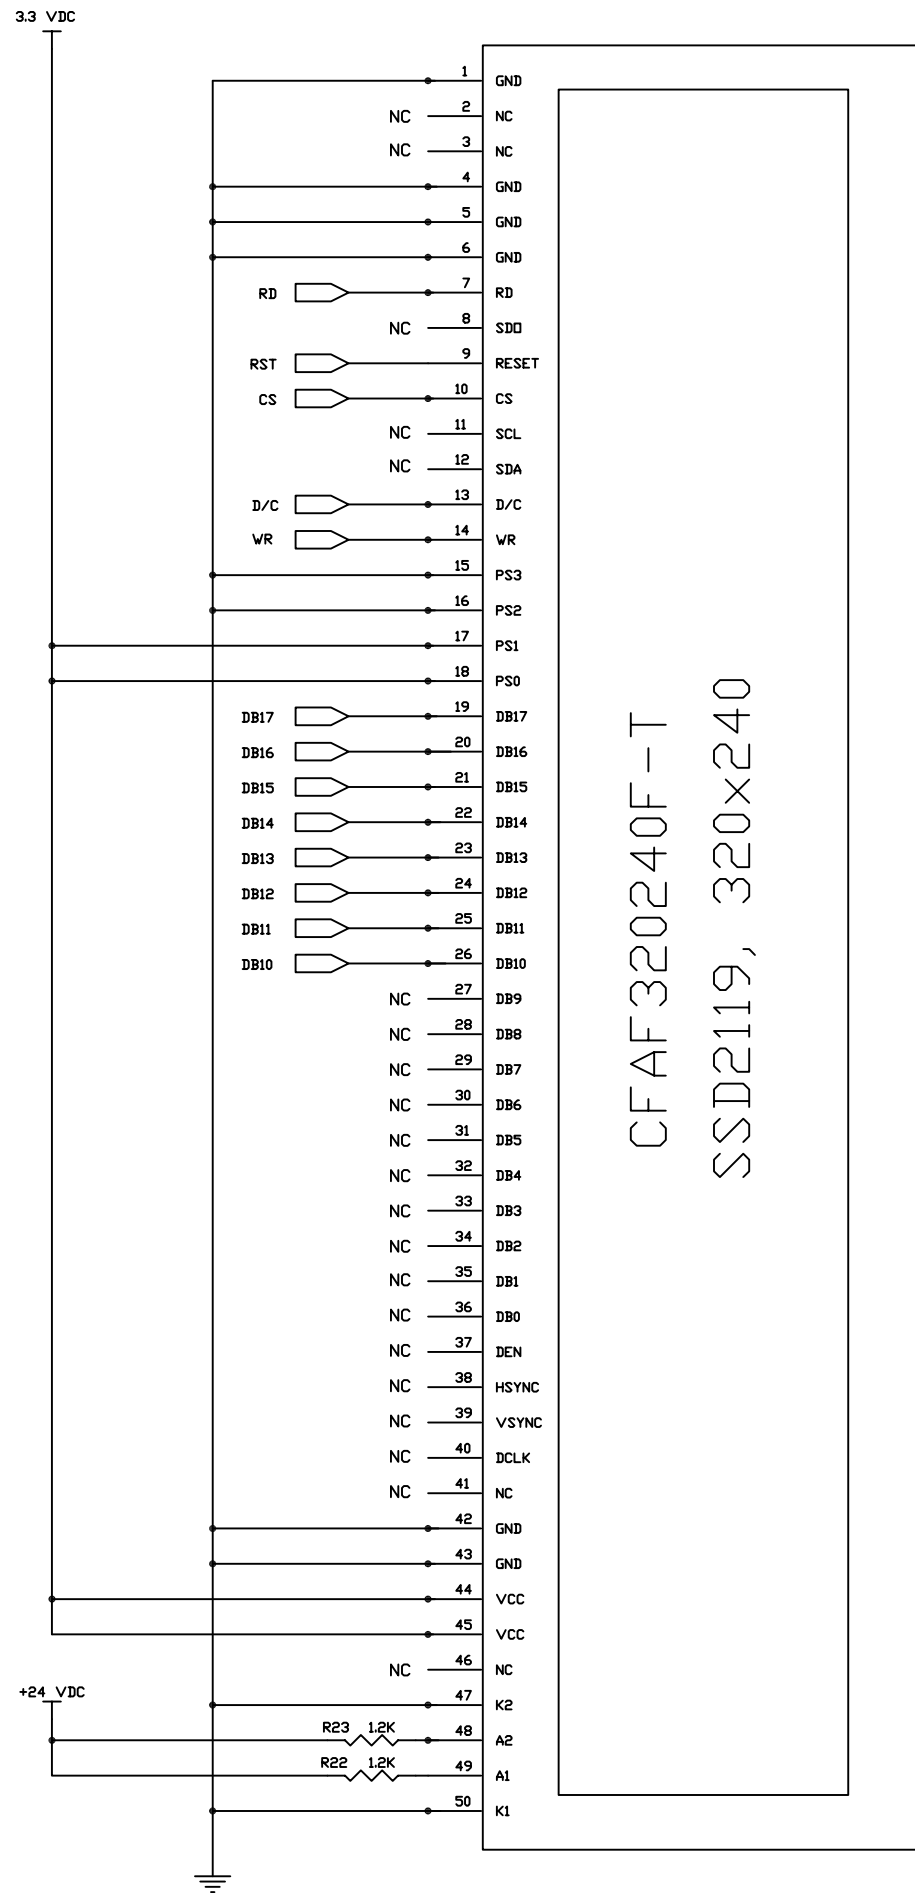 3.3 VDC
1 GND
NC 2 NC
NC 3 NC
4 GND
5 GND
6 GND
RD 7 RD
NC 8 SDO
RST 9 RESET
CS 10 CS
NC 11 SCL
NC 12 SDA
D/C 13 D/C
WR 14 WR
15 PS3
16 PS2
17 PS1
18 PS0
DB17 19 DB17
DB16 20 DB16
DB15 21 DB15
DB14 22 DB14
DB13 23 DB13
DB12 24 DB12
DB11 25 DB11
DB10 26 DB10
NC 27 DB9
NC 28 DB8
NC 29 DB7
NC 30 DB6
NC 31 DB5
NC 32 DB4
NC 33 DB3
NC 34 DB2
NC 35 DB1
NC 36 DB0
NC 37 DEN
NC 38 HSYNC
NC 39 VSYNC
NC 40 DCLK
NC 41 NC
42 GND
43 GND
44 VCC
45 VCC
NC 46 NC
+24 VDC
47 K2
R23 1.2K 48 A2
R22 1.2K 49 A1
50 K1
CFAF320240F-T
SSD2119, 320x240